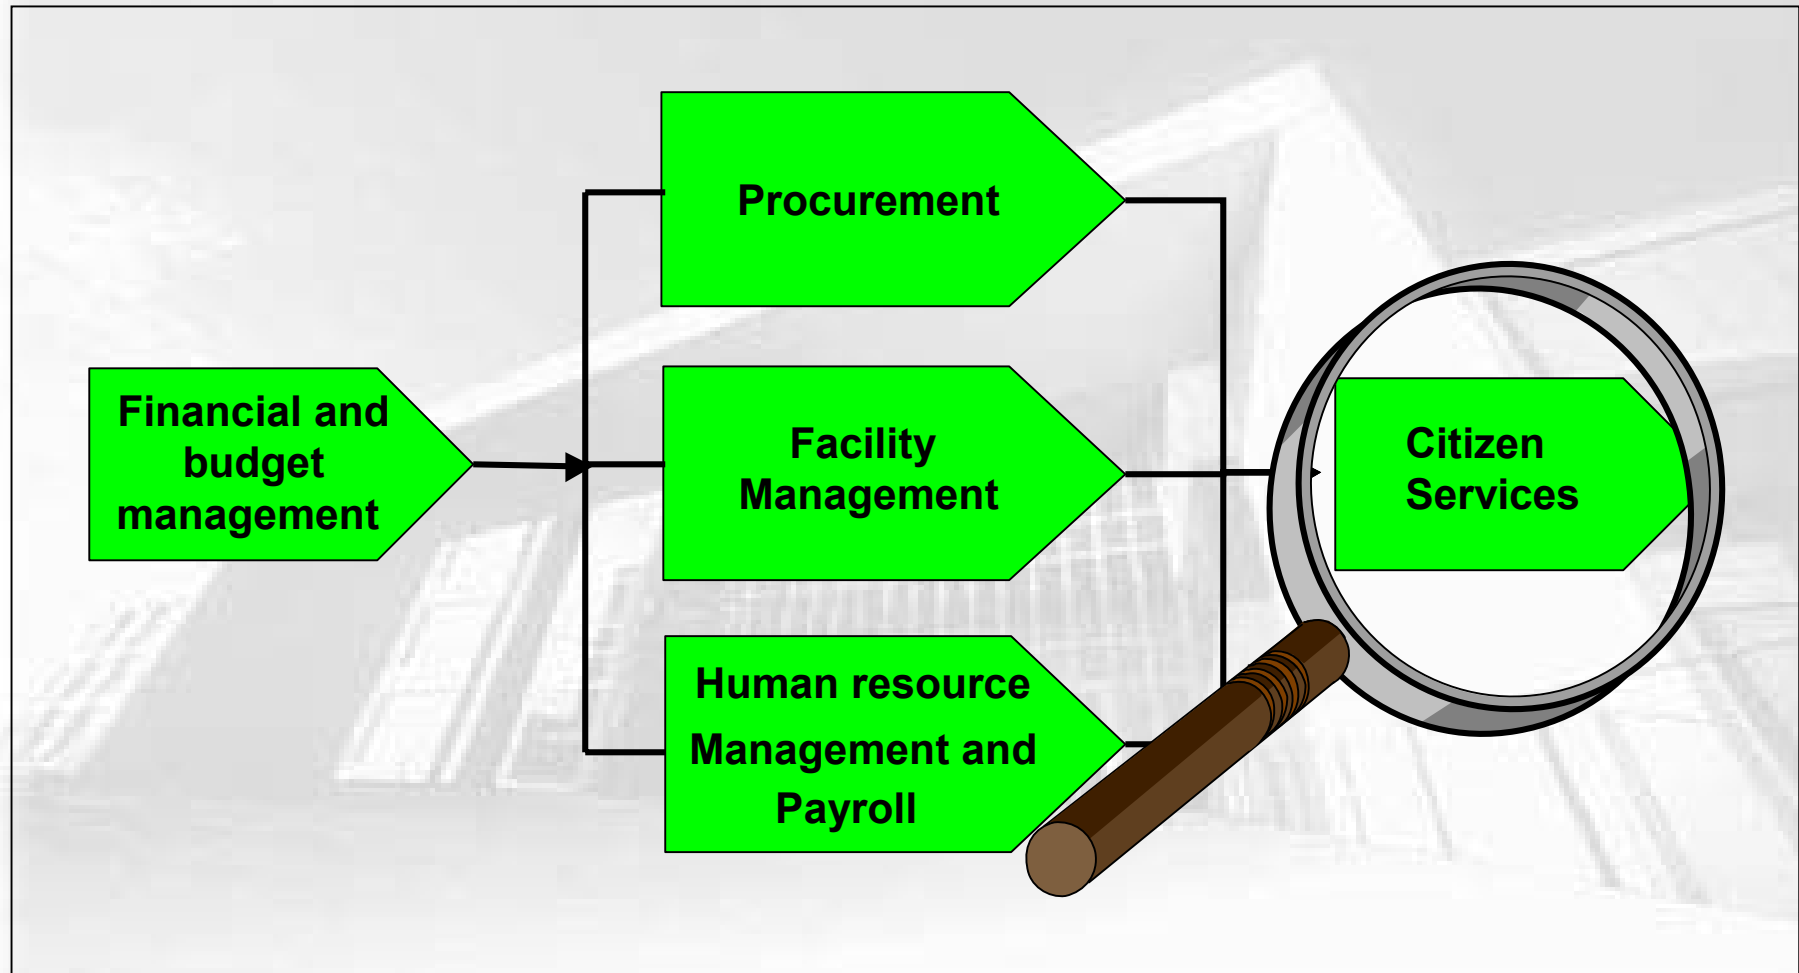 Procurement
Financial and
budget
management
Facility
Management
Citizen
Services
Human resource
Management and
Payroll